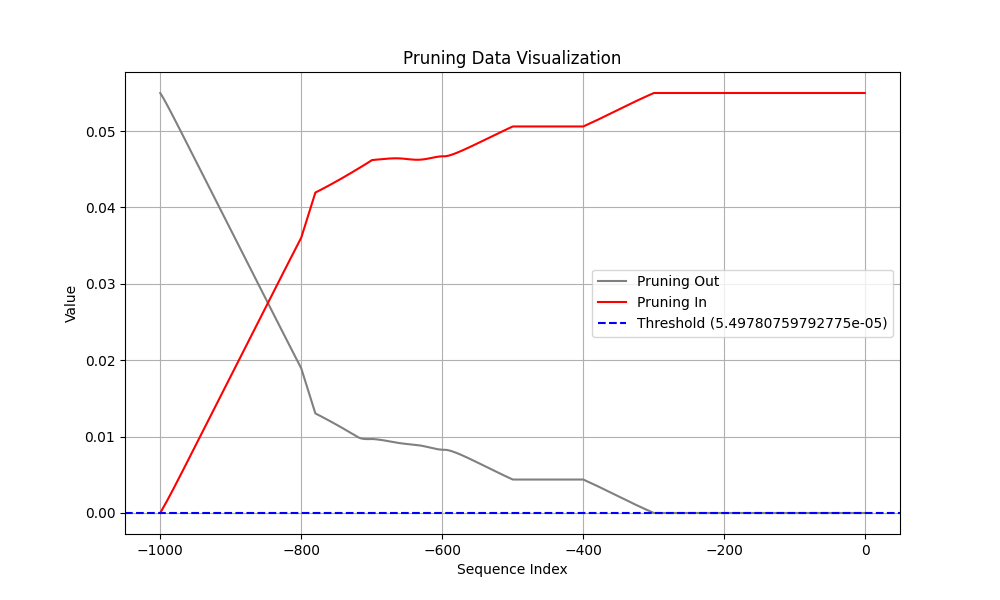 Pruning Data Visualization
Value
0.05
0.04
0.03
0.02
0.01
0.00
Pruning Out
Pruning In
Threshold (5.49780759792775e-05)
−1000 −800 −600 −400 −200 0
Sequence Index